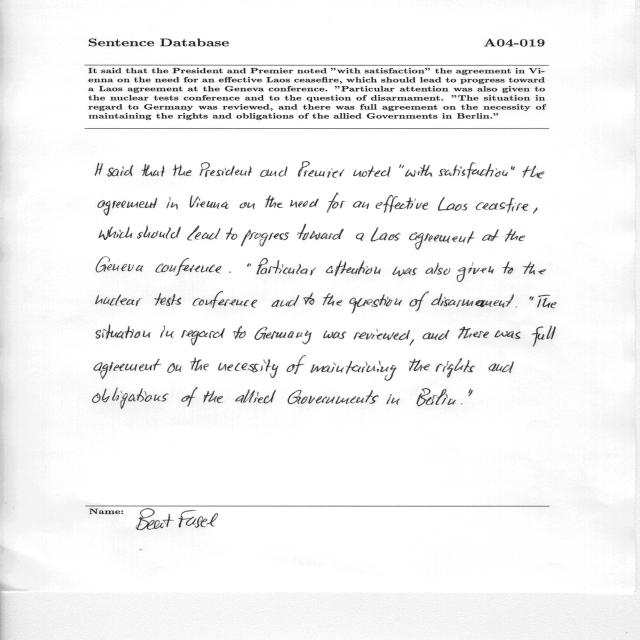 Sentence Database A04-019
It said that the President and Premier noted "with satisfaction" the agreement in Vi-
enna on the need for an effective Laos ceasefire, which should lead to progress toward
a Laos agreement at the Geneva conference. "Particular attention was also given to
the nuclear tests conference and to the question of disarmament. "The situation in
regard to Germany was reviewed, and there was full agreement on the necessity of
maintaining the rights and obligations of the allied Governments in Berlin."
It said that the President and Premier noted "with satisfaction" the
agreement in Vienna on the need for an effective Laos ceasfire,
which should lead to progress toward a Laos agreement at the
Geneva conference. "Particular attention was also given to the
nuclear tests conference and to the question of disarmement. "The
situation in regard to Germany was reviewed, and there was full
agreement on the necessity of maintaining the rights and
obligations of the allied Governments in Berlin."
Name: Beat Fasel